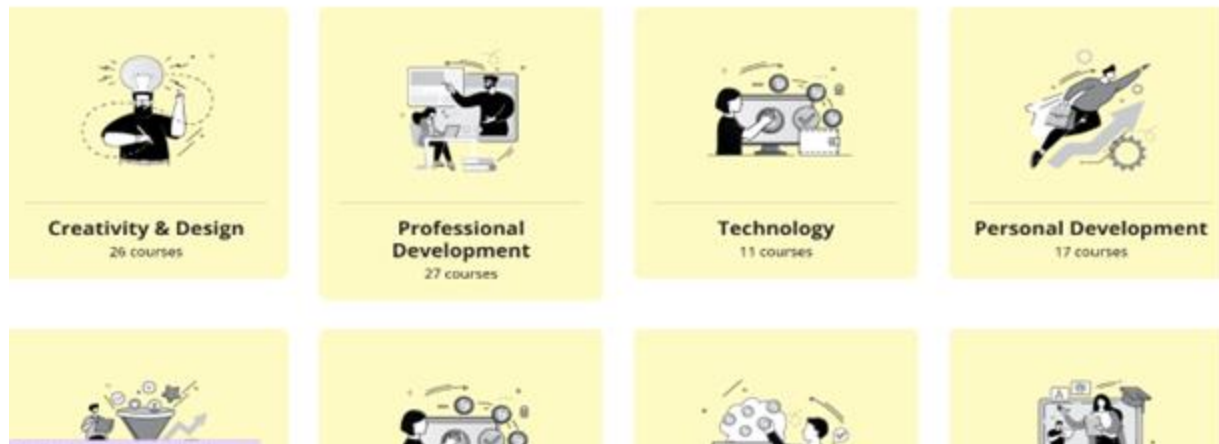 Creativity & Design
26 courses
Professional
Development
27 courses
Technology
11 courses
Personal Development
17 courses